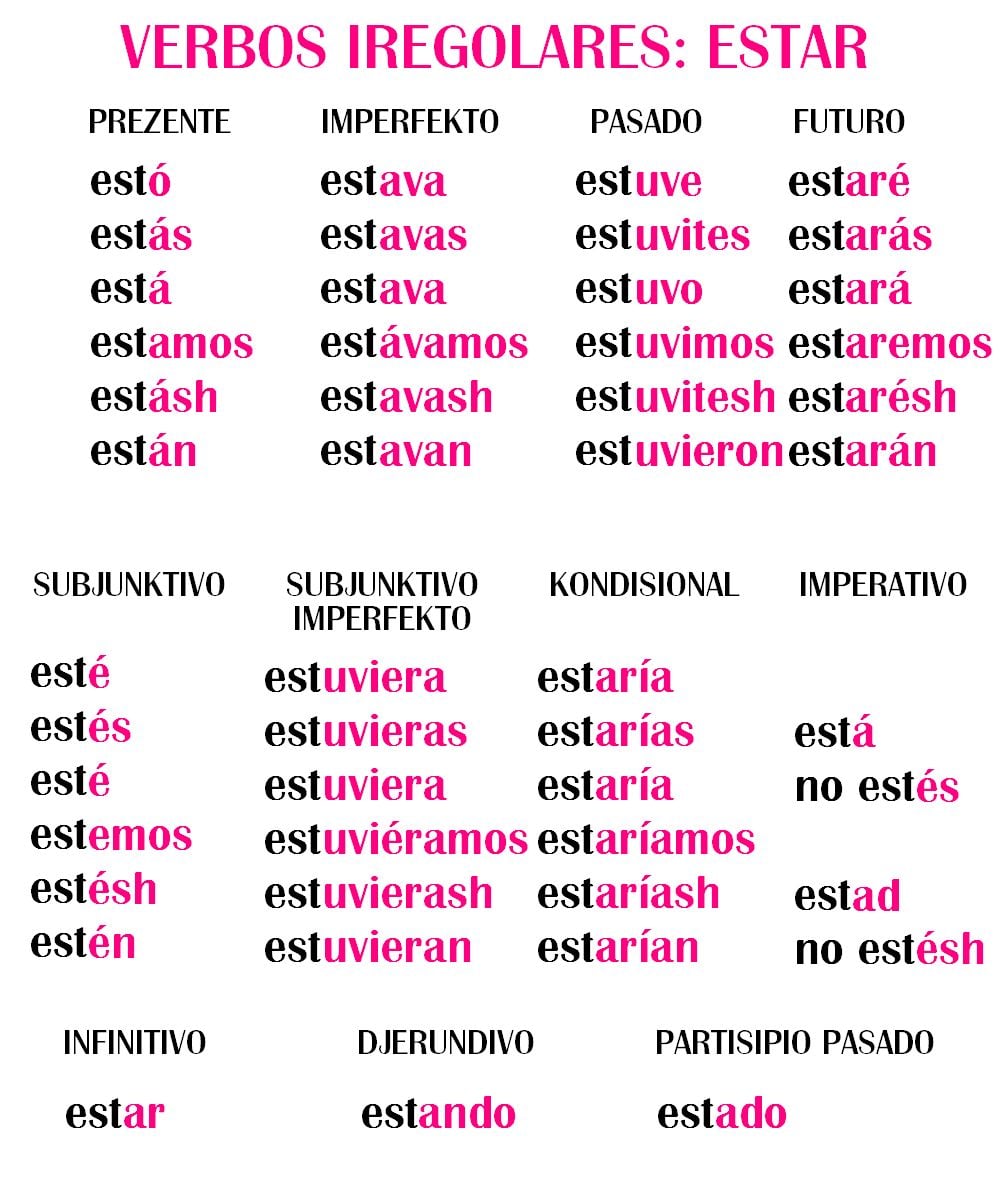 VERBOS IREGOLARES: ESTAR
PREZENTE IMPERFEKTO PASADO FUTURO
estó estava estuve estaré
estás estavas estuvites estarás
está estava estuvo estará
estamos estávamos estuvimos estaremos
estásh estavash estuvitesh estarésh
están estavan estuvieron estarán
SUBJUNKTIVO SUBJUNKTIVO KONDISIONAL IMPERATIVO
IMPERFEKTO
esté estuviera estaría
estés estuvieras estarías está
esté estuviera estaría no estés
estemos estuviéramos estaríamos
estésh estuvierash estaríash estad
estén estuvieran estarían no estésh
INFINITIVO DJERUNDIVO PARTISIPIO PASADO
estar estando estado